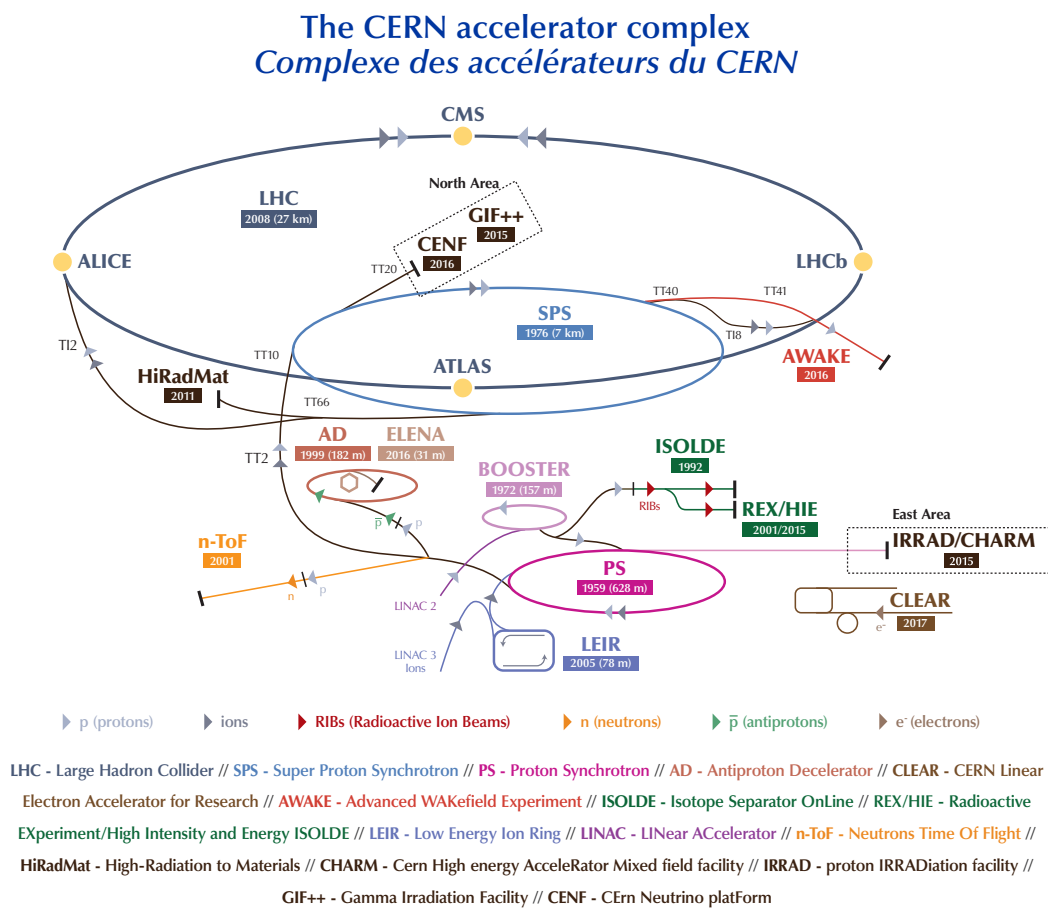 The CERN accelerator complex
Complexe des accélérateurs du CERN
CMS
North Area
LHC
2008 (27 km)
GIF++
2015
CENF
2016
TT20
ALICE
LHCb
SPS
1976 (7 km)
TT40
TT41
TI8
TI2
TT10
ATLAS
AWAKE
2016
HiRadMat
2011
TT66
TT2
AD
1999 (182 m)
ELENA
2016 (31 m)
BOOSTER
1972 (157 m)
ISOLDE
1992
RIBs
REX/HIE
2001/2015
East Area
IRRAD/CHARM
2015
p̅
p
n-ToF
2001
n
p
PS
1959 (628 m)
LINAC 2
CLEAR
2017
e-
LINAC 3
Ions
LEIR
2005 (78 m)
p (protons)
ions
RIBs (Radioactive Ion Beams)
n (neutrons)
p̅ (antiprotons)
e- (electrons)
LHC - Large Hadron Collider // SPS - Super Proton Synchrotron // PS - Proton Synchrotron // AD - Antiproton Decelerator // CLEAR - CERN Linear
Electron Accelerator for Research // AWAKE - Advanced WAKefield Experiment // ISOLDE - Isotope Separator OnLine // REX/HIE - Radioactive
EXperiment/High Intensity and Energy ISOLDE // LEIR - Low Energy Ion Ring // LINAC - LINear ACcelerator // n-ToF - Neutrons Time Of Flight //
HiRadMat - High-Radiation to Materials // CHARM - Cern High energy AcceleRator Mixed field facility // IRRAD - proton IRRADiation facility //
GIF++ - Gamma Irradiation Facility // CENF - CErn Neutrino platForm